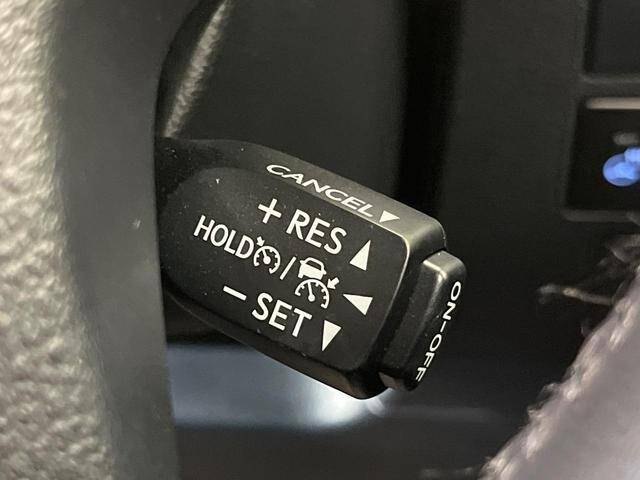 CANCEL▼
+ RES ▲
HOLD /
− SET ▼
ON-OFF